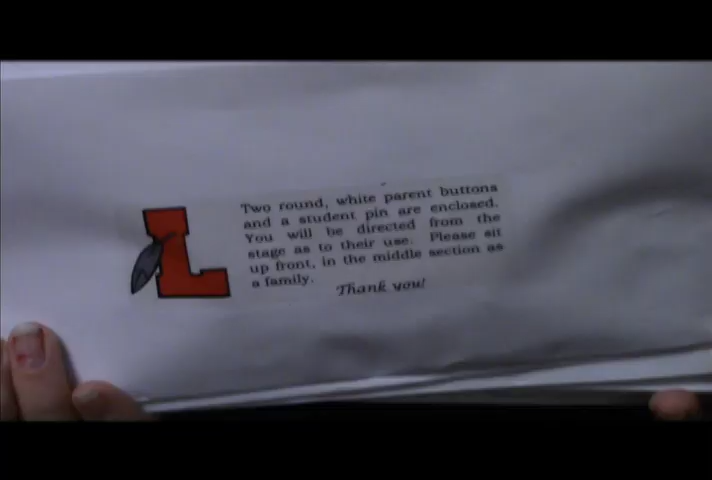 L
Two round, white parent buttons
and a student pin are enclosed.
You will be directed from the
stage as to their use. Please sit
up front, in the middle section as
a family.
Thank you!